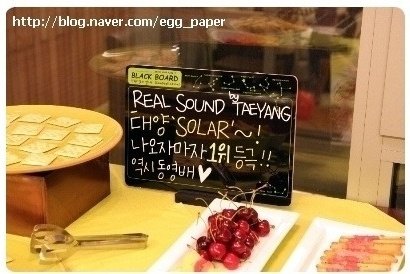 http://blog.naver.com/egg_paper
BLACK BOARD
REAL SOUND by TAEYANG
태양 'SOLAR'~!
나오자마자 1위 등극!!
역시 동영배 ♥